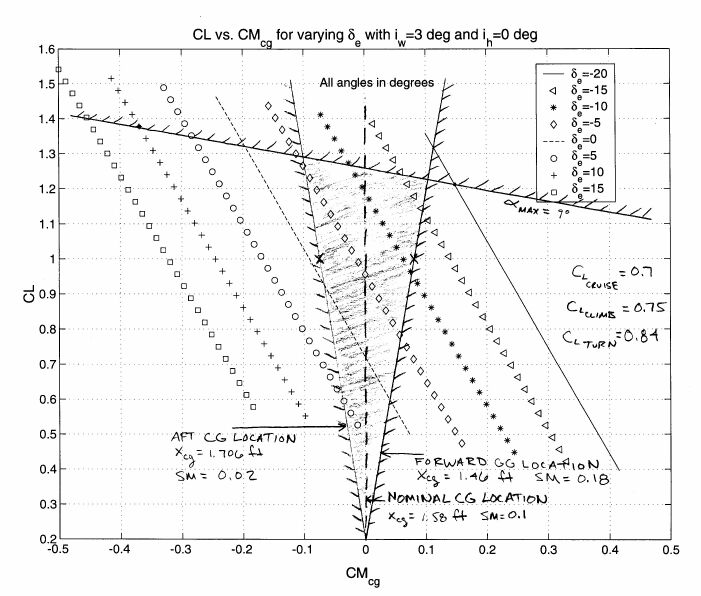 CL vs. CMcg for varying δe with iw=3 deg and ih=0 deg
All angles in degrees
δe=-20
δe=-15
δe=-10
δe=-5
δe=0
δe=5
δe=10
δe=15
αMAX = 9°
CLCRUISE = 0.7
CLCLIMB = 0.75
CLTURN = 0.84
AFT CG LOCATION
Xcg = 1.706 ft
SM = 0.02
FORWARD CG LOCATION
Xcg = 1.46 ft SM = 0.18
NOMINAL CG LOCATION
Xcg = 1.58 ft SM = 0.1
CL
1.6
1.5
1.4
1.3
1.2
1.1
1
0.9
0.8
0.7
0.6
0.5
0.4
0.3
0.2
-0.5 -0.4 -0.3 -0.2 -0.1 0 0.1 0.2 0.3 0.4 0.5
CMcg